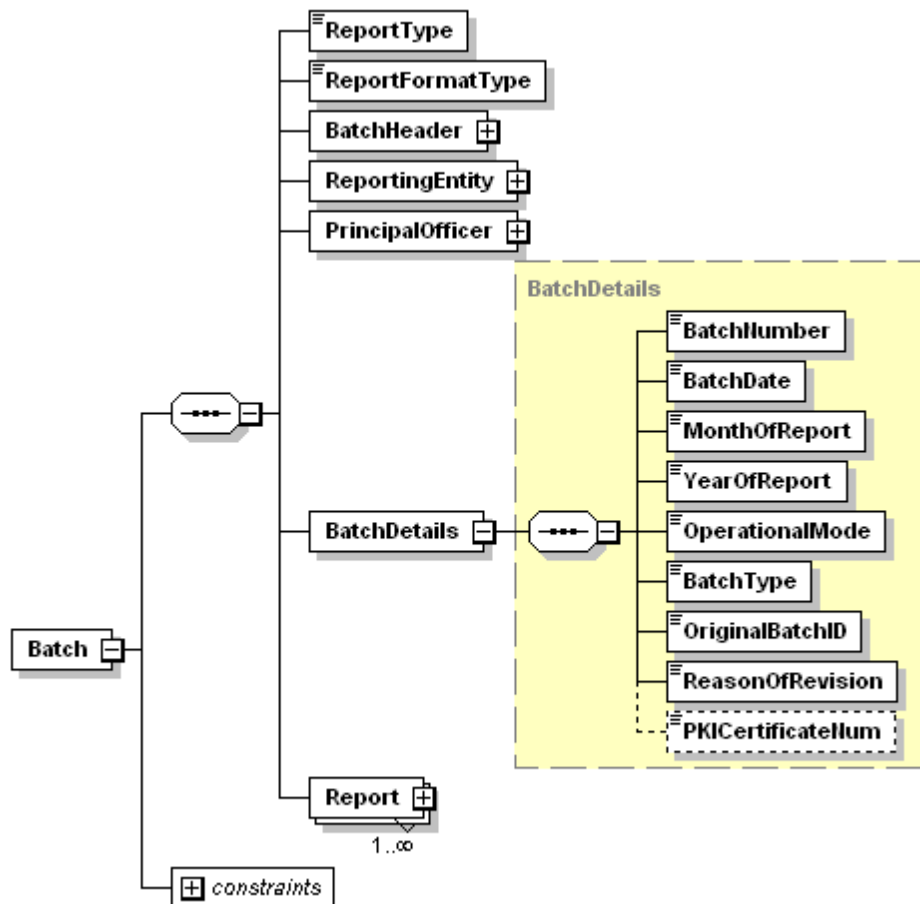 ReportType
ReportFormatType
BatchHeader
ReportingEntity
PrincipalOfficer
BatchDetails
BatchNumber
BatchDate
MonthOfReport
YearOfReport
BatchDetails
OperationalMode
BatchType
OriginalBatchID
Batch
ReasonOfRevision
PKICertificateNum
Report
1..∞
constraints